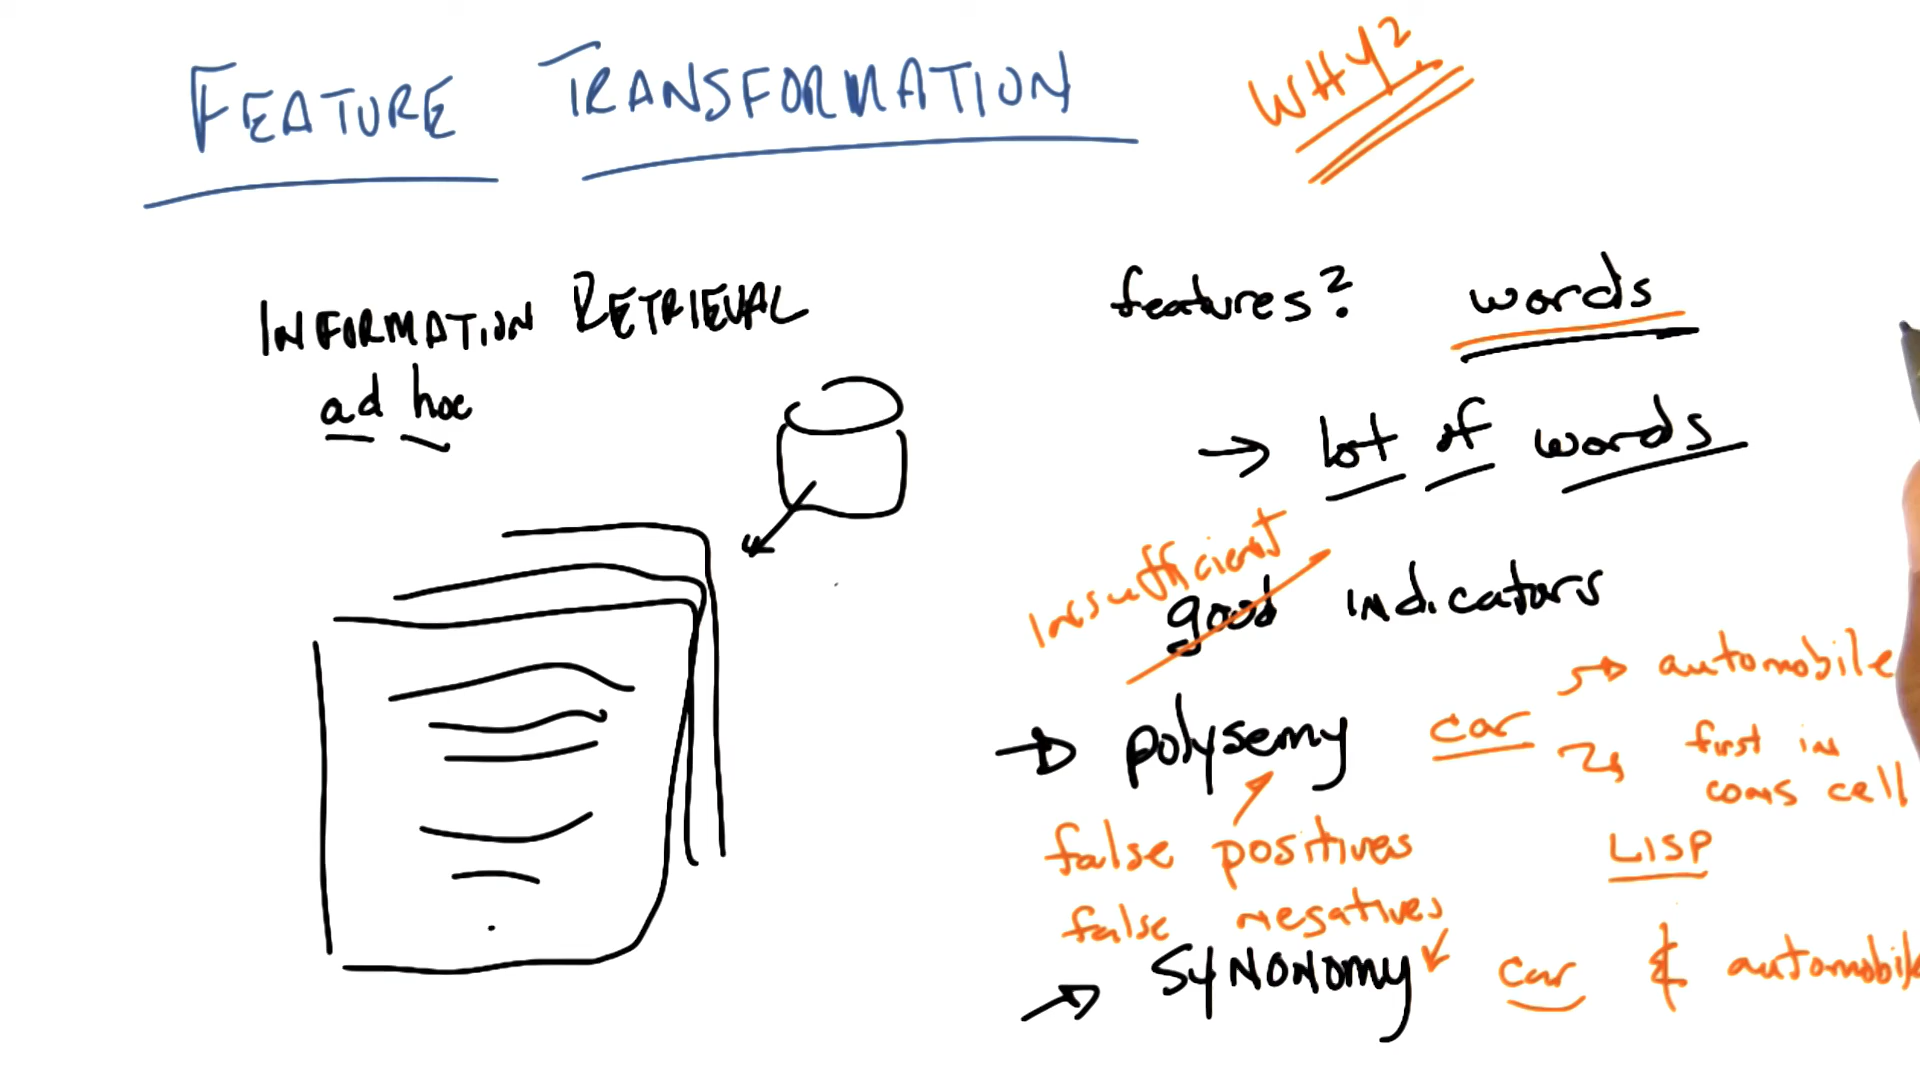 FEATURE TRANSFORMATION
WHY?
INFORMATION RETRIEVAL
ad hoc
features? words
→ lot of words
insufficient
good indicators
→ polysemy car → automobile
first in
cons cell
false positives
LISP
false negatives
→ SYNONOMY car & automobile